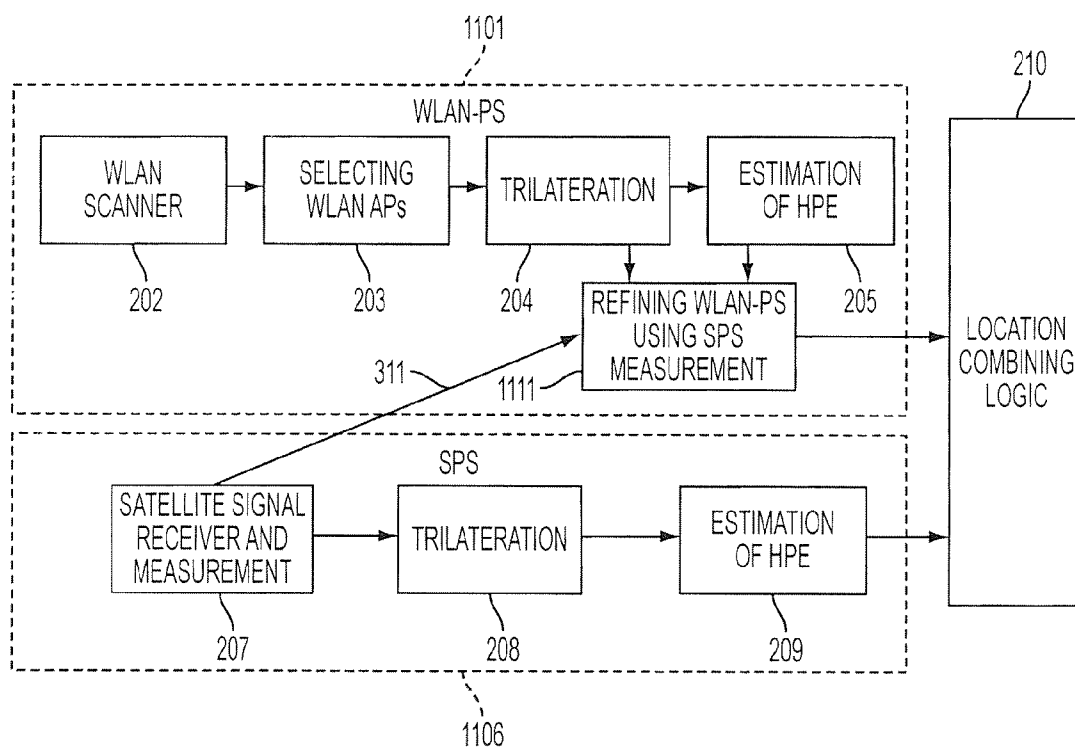 1101
210
WLAN-PS
WLAN
SCANNER
SELECTING
WLAN APs
TRILATERATION
ESTIMATION
OF HPE
202
203
204
205
REFINING WLAN-PS
USING SPS
MEASUREMENT
311
1111
LOCATION
COMBINING
LOGIC
SPS
SATELLITE SIGNAL
RECEIVER AND
MEASUREMENT
TRILATERATION
ESTIMATION
OF HPE
207
208
209
1106